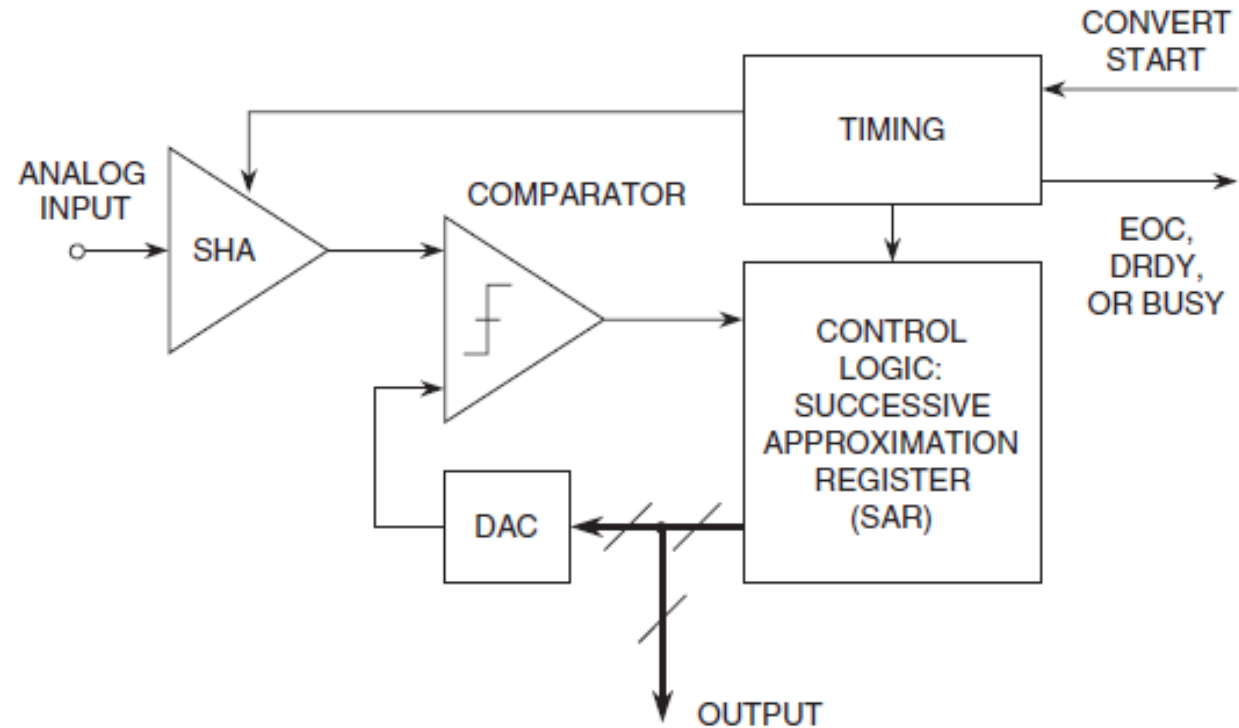 CONVERT
START
TIMING
ANALOG
INPUT
COMPARATOR
SHA
EOC,
DRDY,
OR BUSY
CONTROL
LOGIC:
SUCCESSIVE
APPROXIMATION
REGISTER
(SAR)
DAC
OUTPUT